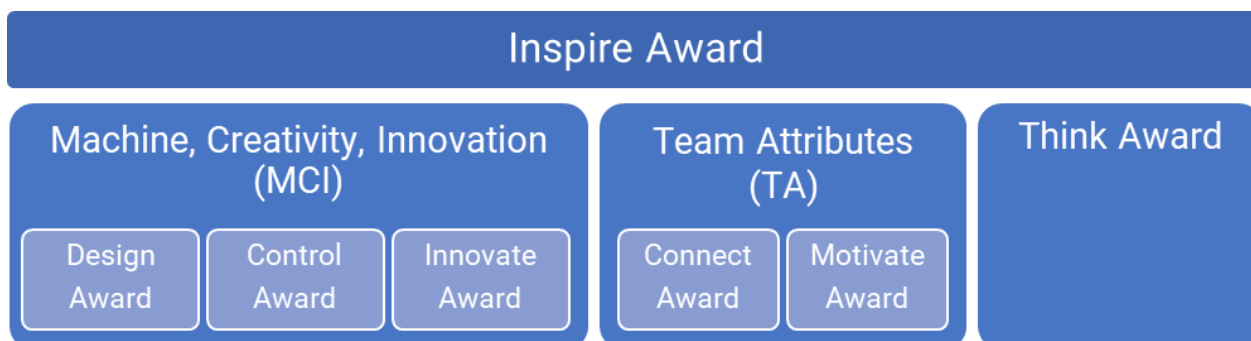 Inspire Award
Machine, Creativity, Innovation
(MCI)
Design
Award
Control
Award
Innovate
Award
Team Attributes
(TA)
Connect
Award
Motivate
Award
Think Award